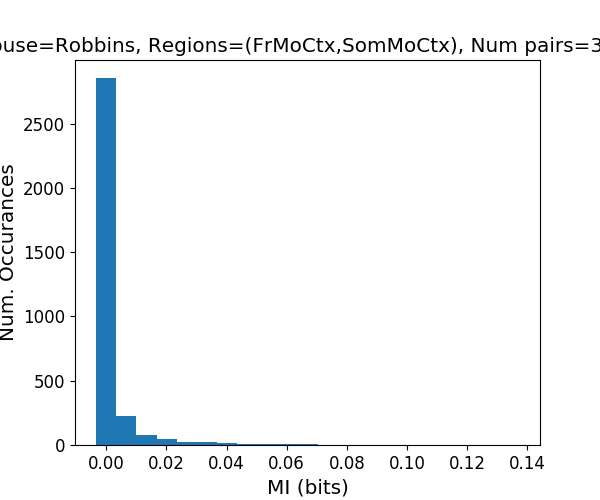 ouse=Robbins, Regions=(FrMoCtx,SomMoCtx), Num pairs=3
Num. Occurances
2500
2000
1500
1000
500
0
0.00 0.02 0.04 0.06 0.08 0.10 0.12 0.14
MI (bits)